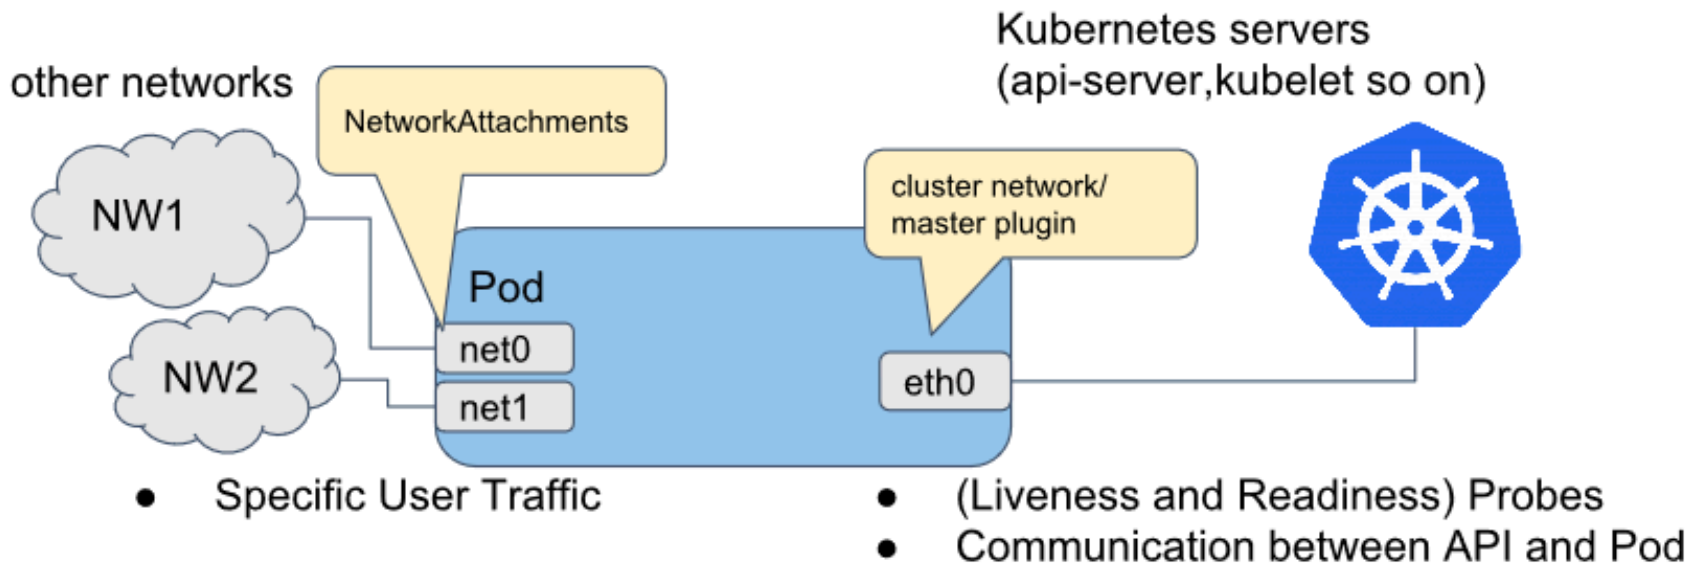 Kubernetes servers
(api-server,kubelet so on)
other networks
NetworkAttachments
cluster network/
master plugin
NW1
Pod
net0
NW2
net1
eth0
● Specific User Traffic
● (Liveness and Readiness) Probes
● Communication between API and Pod